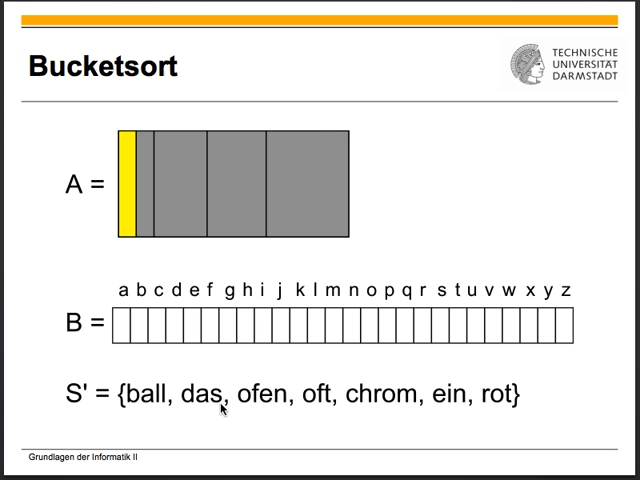 Bucketsort
TECHNISCHE
UNIVERSITÄT
DARMSTADT
A =
a b c d e f g h i j k l m n o p q r s t u v w x y z
B =
S' = {ball, das, ofen, oft, chrom, ein, rot}
Grundlagen der Informatik II